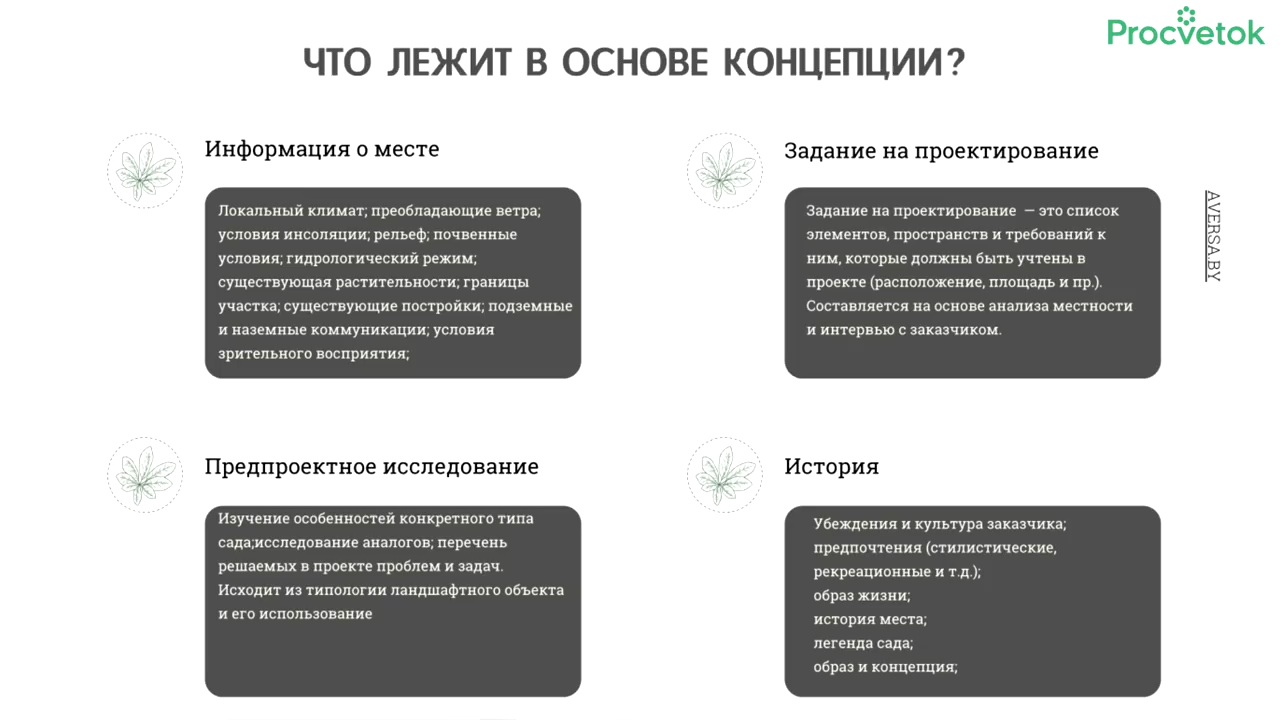 Procvetok
ЧТО ЛЕЖИТ В ОСНОВЕ КОНЦЕПЦИИ?
Информация о месте
Локальный климат; преобладающие ветра;
условия инсоляции; рельеф; почвенные
условия; гидрологический режим;
существующая растительности; границы
участка; существующие постройки; подземные
и наземные коммуникации; условия
зрительного восприятия;
Задание на проектирование
Задание на проектирование — это список
элементов, пространств и требований к
ним, которые должны быть учтены в
проекте (расположение, площадь и пр.).
Составляется на основе анализа местности
и интервью с заказчиком.
AVERSA.BY
Предпроектное исследование
Изучение особенностей конкретного типа
сада;исследование аналогов; перечень
решаемых в проекте проблем и задач.
Исходит из типологии ландшафтного объекта
и его использование
История
Убеждения и культура заказчика;
предпочтения (стилистические,
рекреационные и т.д.);
образ жизни;
история места;
легенда сада;
образ и концепция;